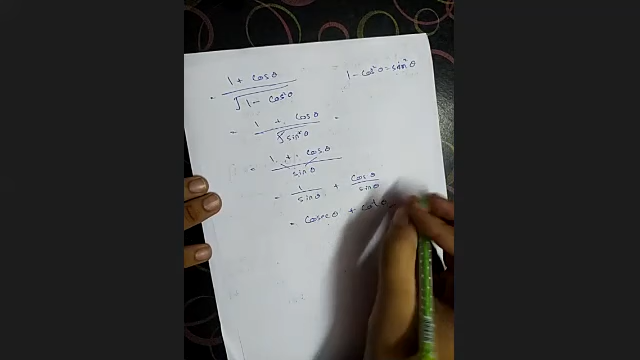 = (1 + cosθ) / √(1 - cos²θ)    1 - cos²θ = sin²θ
= (1 + cosθ) / √(sin²θ) =
= (1 + cosθ) / sinθ
= 1 / sinθ + cosθ / sinθ
= cosecθ + cotθ